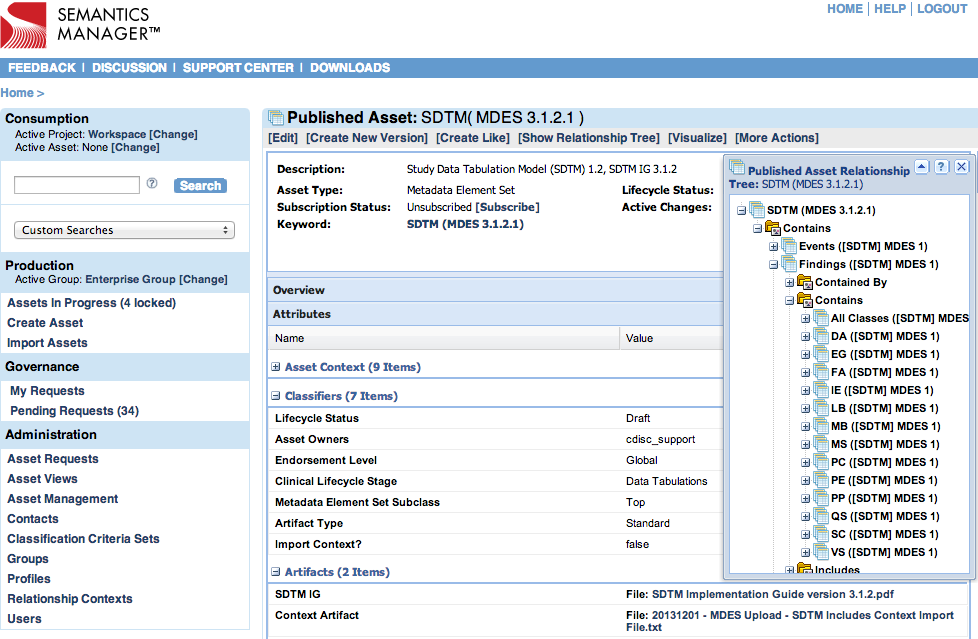 SEMANTICS
MANAGER™
HOME | HELP | LOGOUT
FEEDBACK | DISCUSSION | SUPPORT CENTER | DOWNLOADS
Home >
Consumption
Active Project: Workspace [Change]
Active Asset: None [Change]
? Search
Custom Searches
Production
Active Group: Enterprise Group [Change]
Assets In Progress (4 locked)
Create Asset
Import Assets
Governance
My Requests
Pending Requests (34)
Administration
Asset Requests
Asset Views
Asset Management
Contacts
Classification Criteria Sets
Groups
Profiles
Relationship Contexts
Users
Published Asset: SDTM( MDES 3.1.2.1 )
[Edit] [Create New Version] [Create Like] [Show Relationship Tree] [Visualize] [More Actions]
Description: Study Data Tabulation Model (SDTM) 1.2, SDTM IG 3.1.2
Asset Type: Metadata Element Set Lifecycle Status:
Subscription Status: Unsubscribed [Subscribe] Active Changes:
Keyword: SDTM (MDES 3.1.2.1)
Overview
Attributes
Name Value
Asset Context (9 Items)
Classifiers (7 Items)
Lifecycle Status Draft
Asset Owners cdisc_support
Endorsement Level Global
Clinical Lifecycle Stage Data Tabulations
Metadata Element Set Subclass Top
Artifact Type Standard
Import Context? false
Artifacts (2 Items)
SDTM IG File: SDTM Implementation Guide version 3.1.2.pdf
Context Artifact File: 20131201 - MDES Upload - SDTM Includes Context Import
File.txt
Published Asset Relationship ?
Tree: SDTM (MDES 3.1.2.1)
SDTM (MDES 3.1.2.1)
Contains
Events ([SDTM] MDES 1)
Findings ([SDTM] MDES 1)
Contained By
Contains
All Classes ([SDTM] MDES
DA ([SDTM] MDES 1)
EG ([SDTM] MDES 1)
FA ([SDTM] MDES 1)
IE ([SDTM] MDES 1)
LB ([SDTM] MDES 1)
MB ([SDTM] MDES 1)
MS ([SDTM] MDES 1)
PC ([SDTM] MDES 1)
PE ([SDTM] MDES 1)
PP ([SDTM] MDES 1)
QS ([SDTM] MDES 1)
SC ([SDTM] MDES 1)
VS ([SDTM] MDES 1)
Includes